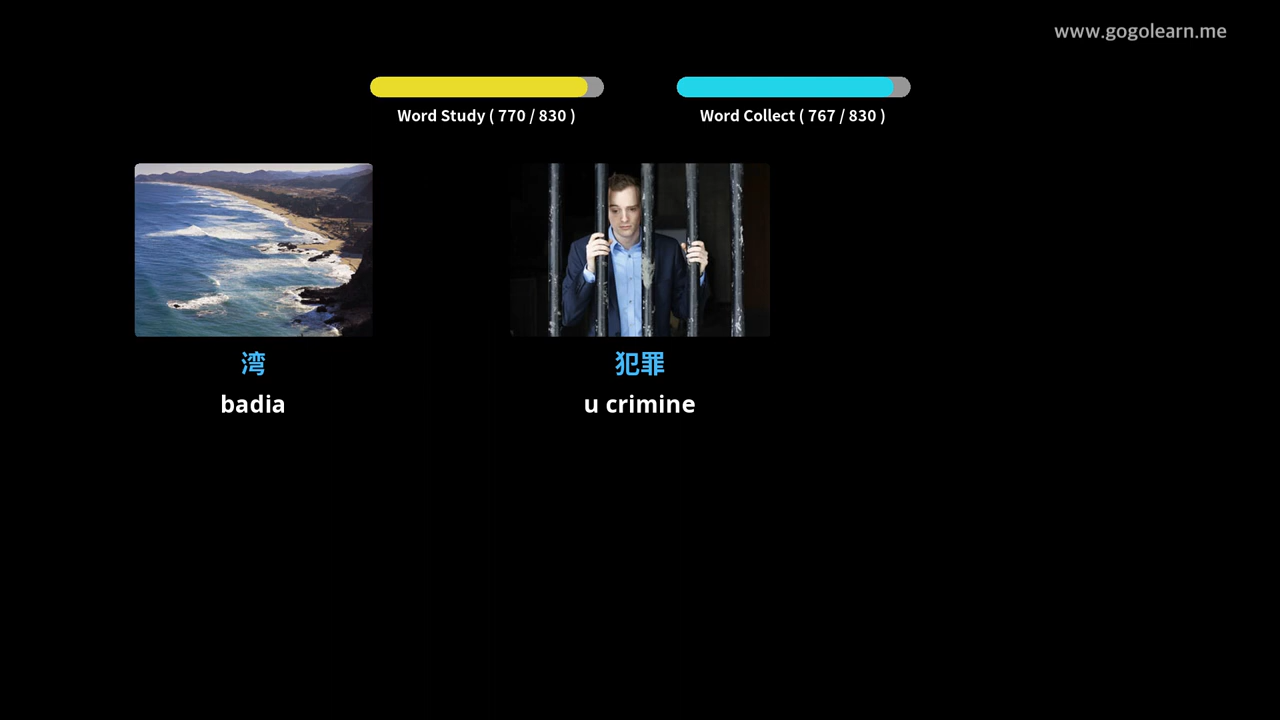 www.gogolearn.me
Word Study ( 770 / 830 )
Word Collect ( 767 / 830 )
湾
badia
犯罪
u crimine